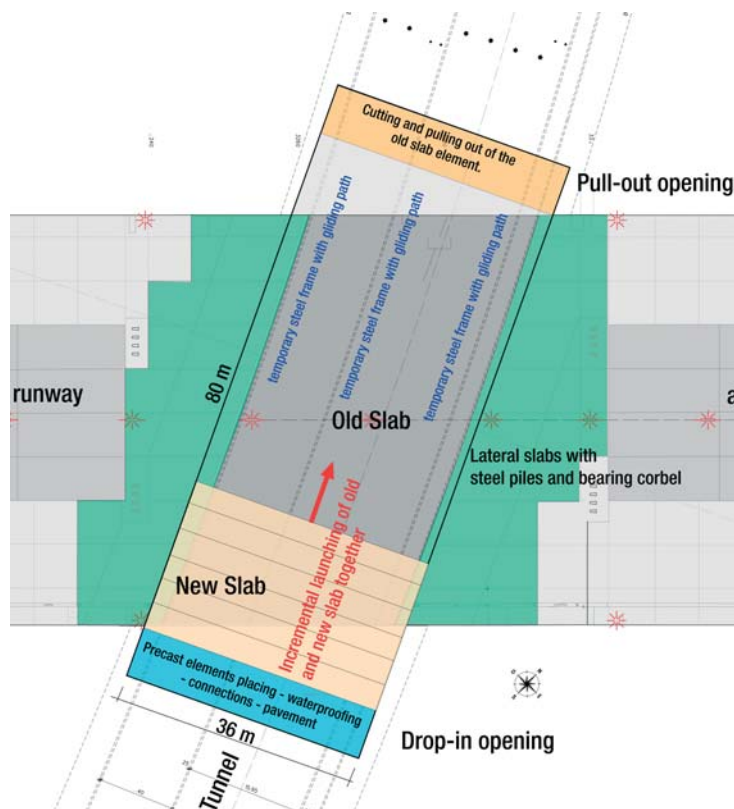 Cutting and pulling out of the
old slab element.
Pull-out opening
temporary steel frame with gliding path
temporary steel frame with gliding path
temporary steel frame with gliding path
80 m
runway
Old Slab
a
Lateral slabs with
steel piles and bearing corbel
Incremental launching of old
and new slab together
New Slab
Precast elements placing - waterproofing
- connections - pavement
36 m
Drop-in opening
Tunnel